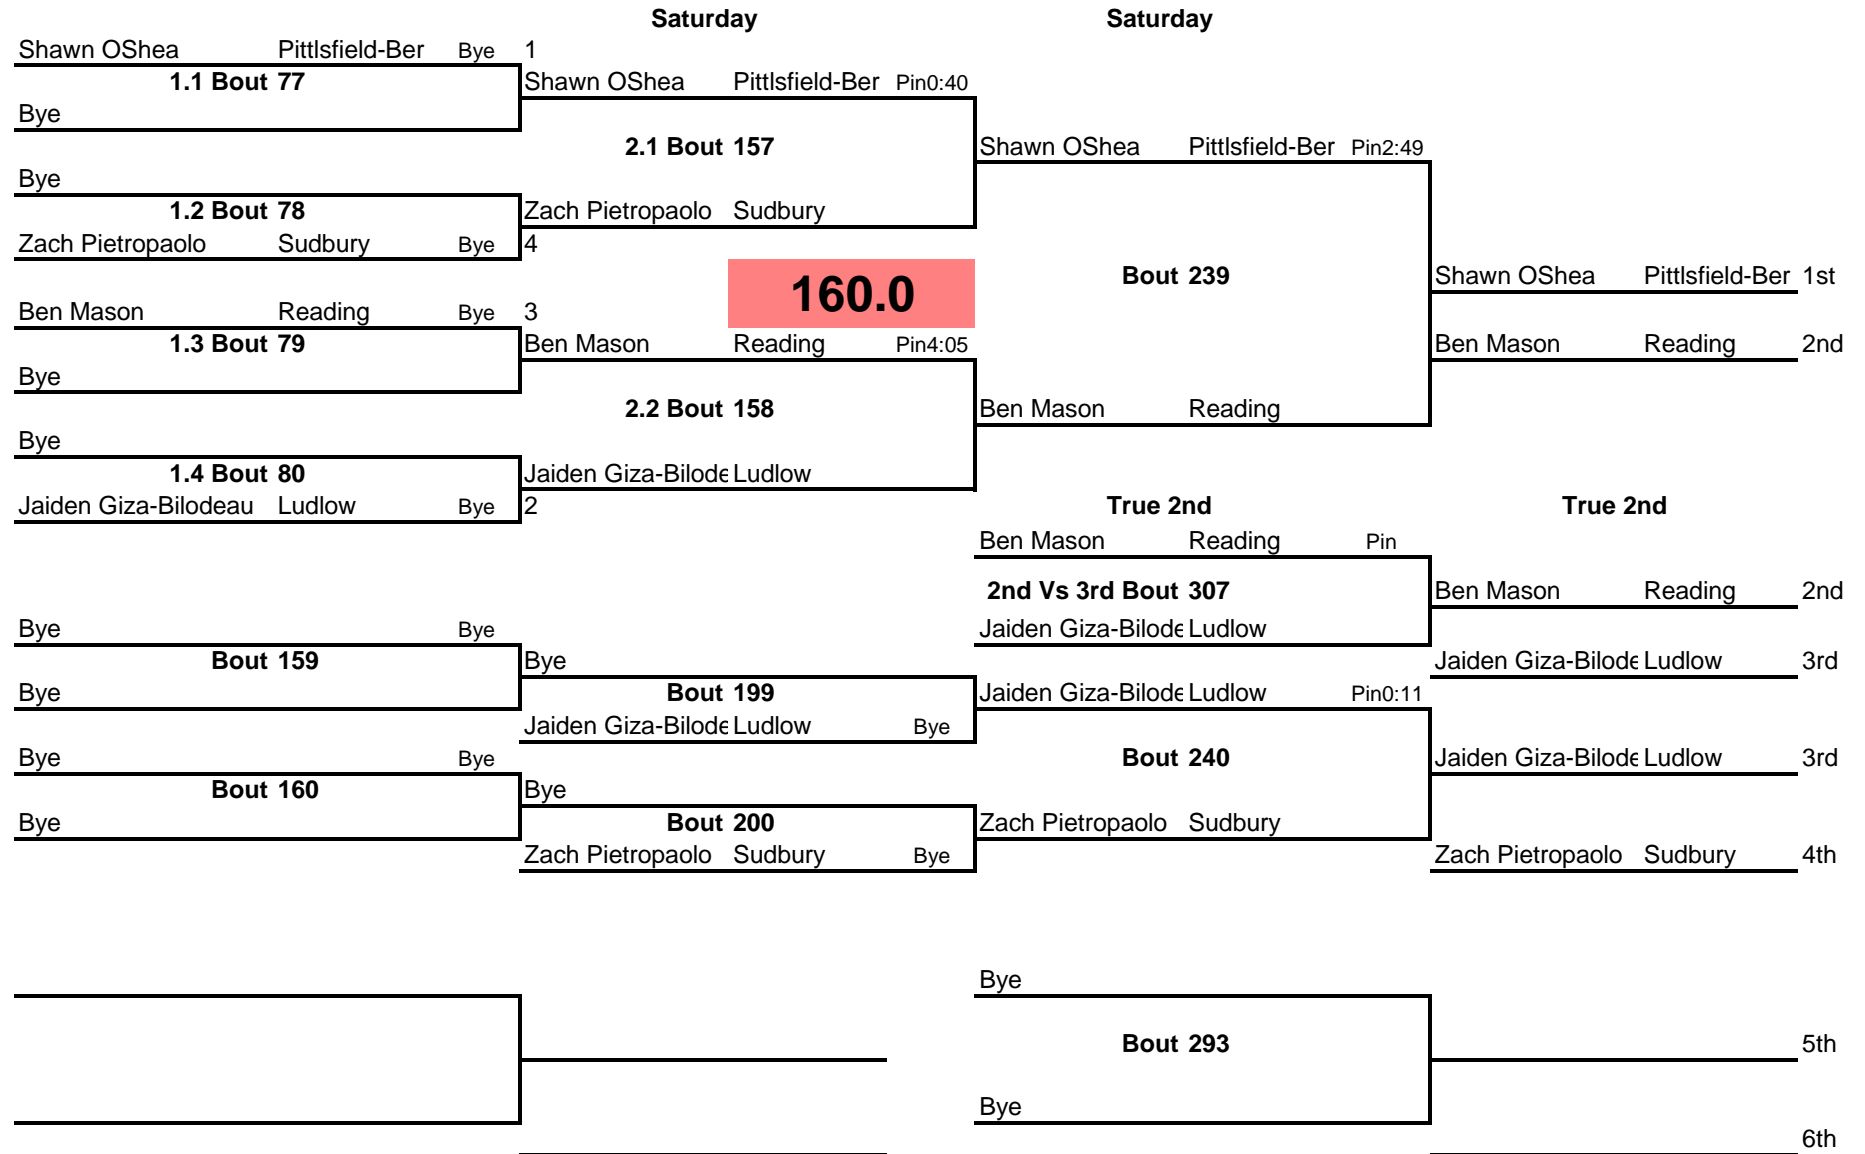 Saturday Saturday
Shawn OShea Pittlsfield-Ber Bye 1
1.1 Bout 77 Shawn OShea Pittlsfield-Ber Pin0:40
Bye
2.1 Bout 157 Shawn OShea Pittlsfield-Ber Pin2:49
Bye
1.2 Bout 78 Zach Pietropaolo Sudbury
Zach Pietropaolo Sudbury Bye 4
160.0 Bout 239 Shawn OShea Pittlsfield-Ber 1st
Ben Mason Reading Bye 3
1.3 Bout 79 Ben Mason Reading Pin4:05 Ben Mason Reading 2nd
Bye
2.2 Bout 158 Ben Mason Reading
Bye
1.4 Bout 80 Jaiden Giza-Bilode Ludlow
Jaiden Giza-Bilodeau Ludlow Bye 2 True 2nd True 2nd
Ben Mason Reading Pin
2nd Vs 3rd Bout 307 Ben Mason Reading 2nd
Bye Bye Jaiden Giza-Bilode Ludlow
Bout 159 Bye Jaiden Giza-Bilode Ludlow 3rd
Bye Bout 199 Jaiden Giza-Bilode Ludlow Pin0:11
Jaiden Giza-Bilode Ludlow Bye
Bye Bye Bout 240 Jaiden Giza-Bilode Ludlow 3rd
Bout 160 Bye
Bye Bout 200 Zach Pietropaolo Sudbury
Zach Pietropaolo Sudbury Bye Zach Pietropaolo Sudbury 4th
Bye
Bout 293 5th
Bye
6th